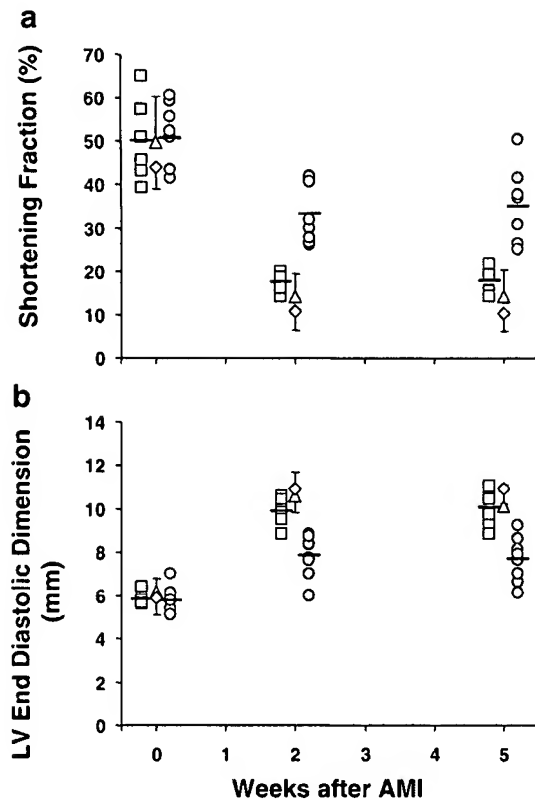 a
Shortening Fraction (%)
70
60
50
40
30
20
10
0
b
LV End Diastolic Dimension
(mm)
14
12
10
8
6
4
2
0
0 1 2 3 4 5
Weeks after AMI